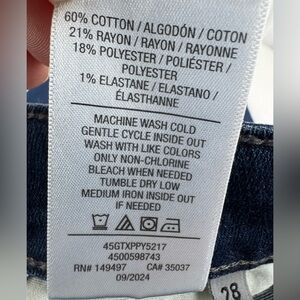 60% COTTON / ALGODÓN / COTON
21% RAYON / RAYON / RAYONNE
18% POLYESTER / POLIÉSTER /
POLYESTER
1% ELASTANE / ELASTANO /
ÉLASTHANNE
MACHINE WASH COLD
GENTLE CYCLE INSIDE OUT
WASH WITH LIKE COLORS
ONLY NON-CHLORINE
BLEACH WHEN NEEDED
TUMBLE DRY LOW
MEDIUM IRON INSIDE OUT
IF NEEDED
45GTXPPY5217
4500598743
RN# 149497 CA# 35037
09/2024
28